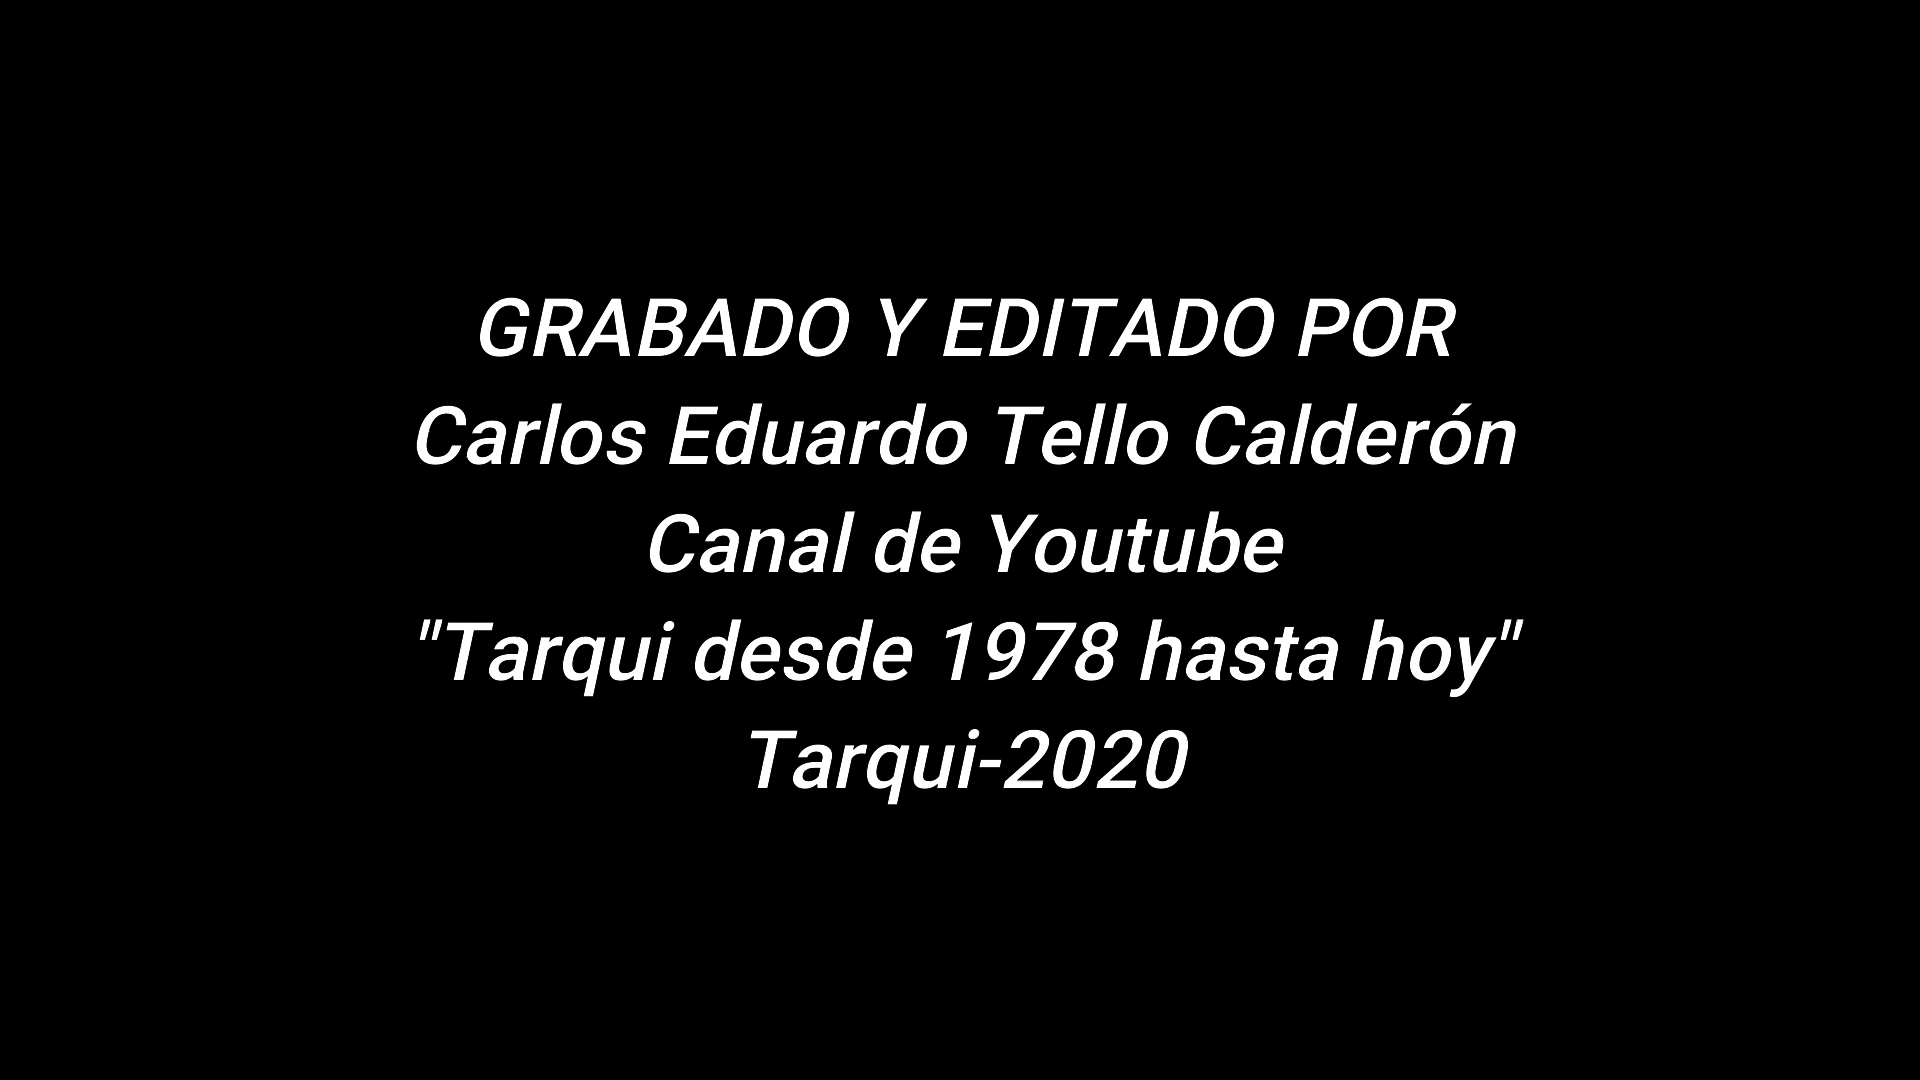 GRABADO Y EDITADO POR
Carlos Eduardo Tello Calderón
Canal de Youtube
"Tarqui desde 1978 hasta hoy"
Tarqui-2020